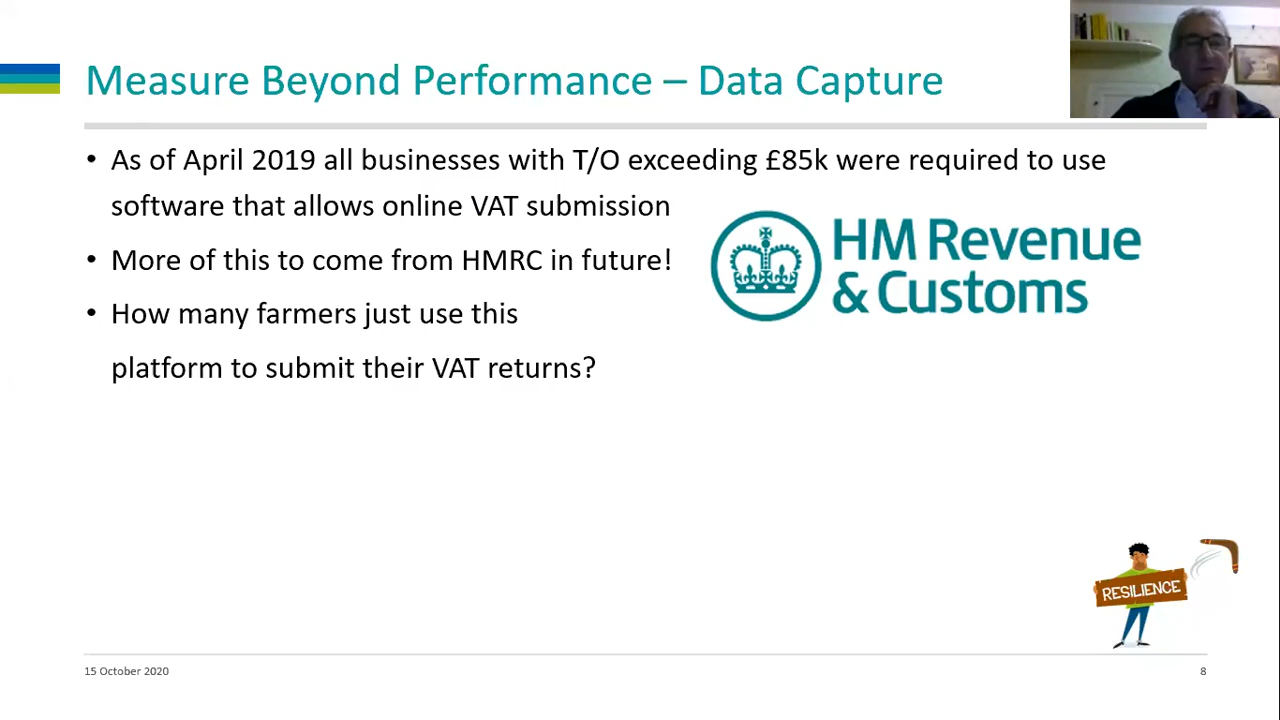 Measure Beyond Performance – Data Capture
• As of April 2019 all businesses with T/O exceeding £85k were required to use
software that allows online VAT submission
• More of this to come from HMRC in future!
• How many farmers just use this
platform to submit their VAT returns?
HM Revenue
& Customs
RESILIENCE
15 October 2020
8